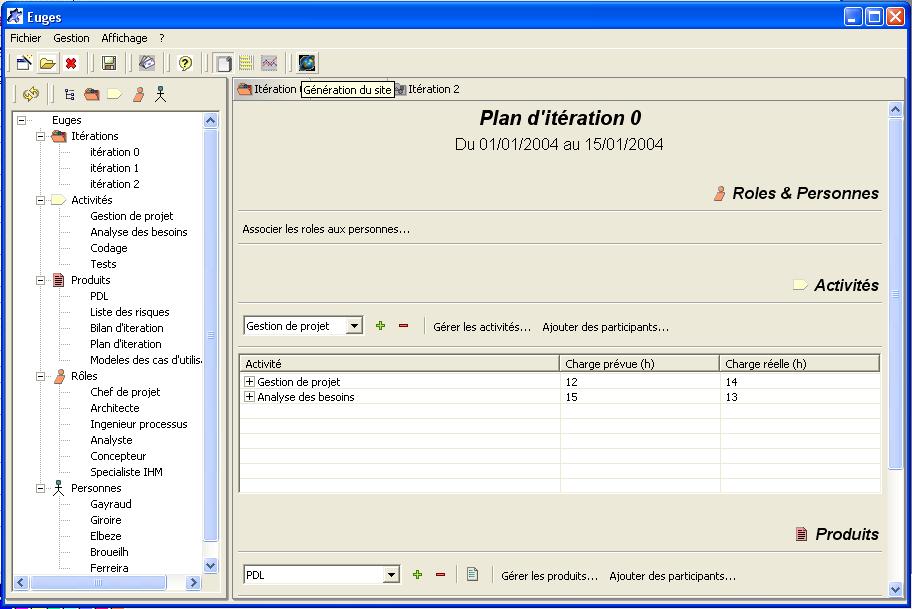 Euges
Fichier Gestion Affichage ?
Euges
Itérations
itération 0
itération 1
itération 2
Activités
Gestion de projet
Analyse des besoins
Codage
Tests
Produits
PDL
Liste des risques
Bilan d'iteration
Plan d'iteration
Modeles des cas d'utilis
Rôles
Chef de projet
Architecte
Ingenieur processus
Analyste
Concepteur
Specialiste IHM
Personnes
Gayraud
Giroire
Elbeze
Broueilh
Ferreira
Itération Génération du site Itération 2
Plan d'itération 0
Du 01/01/2004 au 15/01/2004
Roles & Personnes
Associer les roles aux personnes...
Activités
Gestion de projet Gérer les activités... Ajouter des participants...
Activité Charge prévue (h) Charge réelle (h)
Gestion de projet 12 14
Analyse des besoins 15 13
Produits
PDL Gérer les produits... Ajouter des participants...